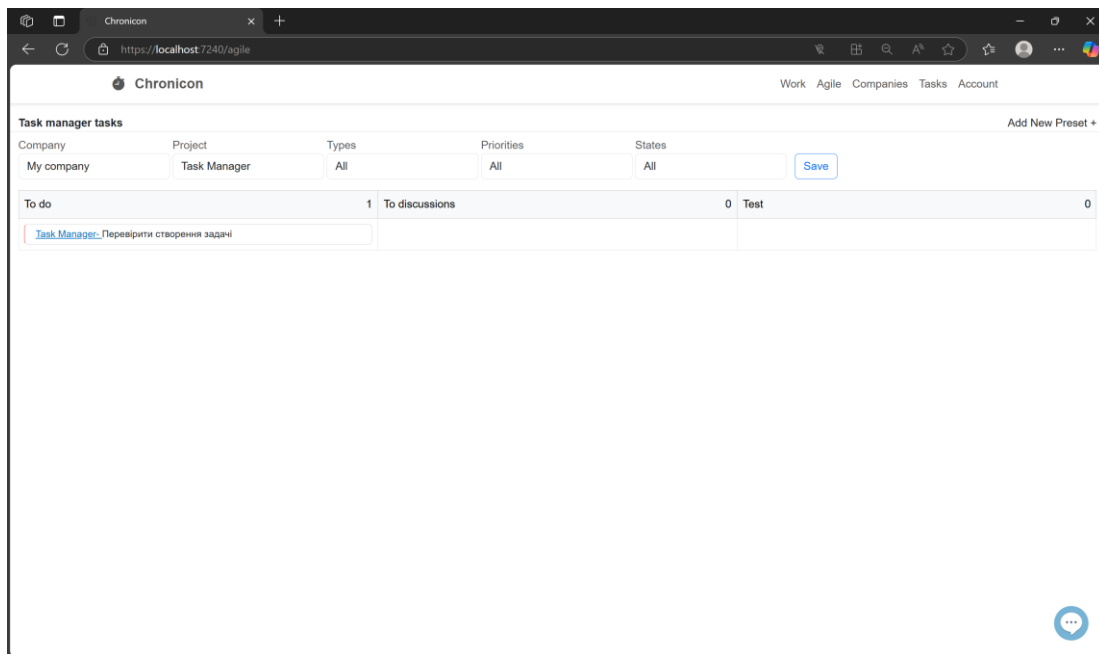 Chronicon
https://localhost:7240/agile
Chronicon
Work Agile Companies Tasks Account
Task manager tasks
Add New Preset +
Company Project Types Priorities States
My company Task Manager All All All Save
To do 1 To discussions 0 Test 0
Task Manager- Перевірити створення задачі